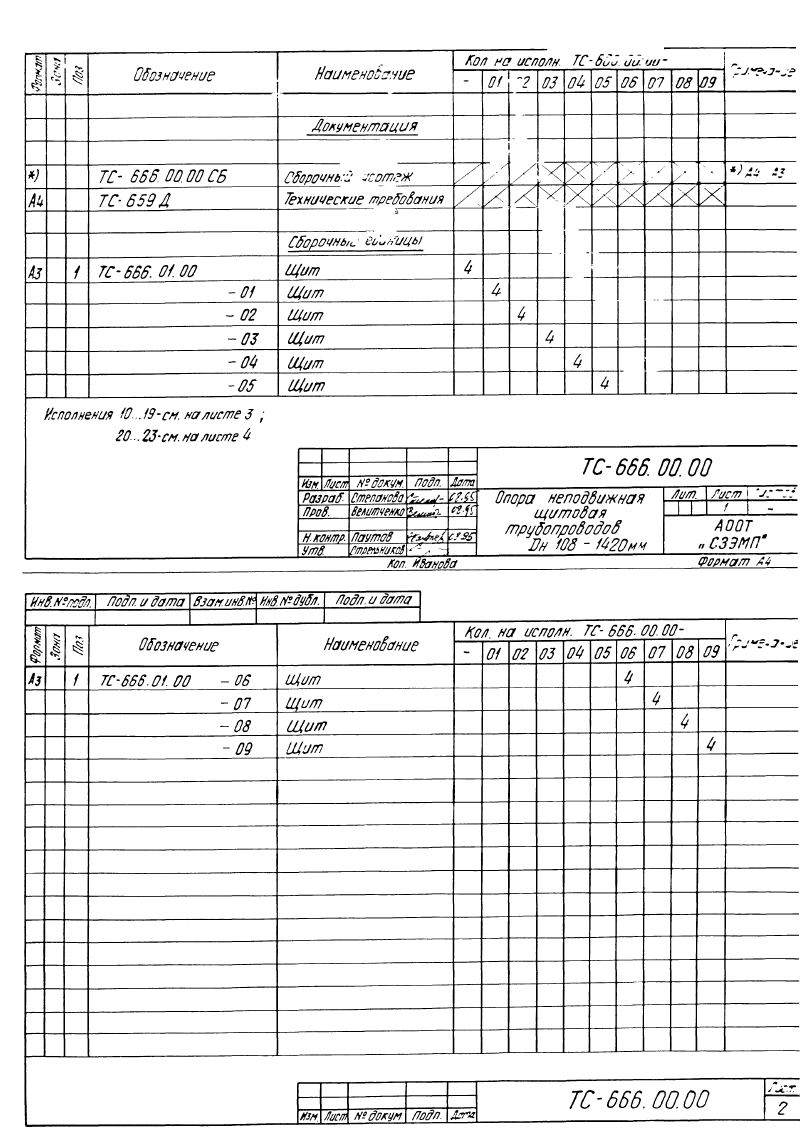 Формат Зона Поз Обозначение Наименование Кол на исполн. ТС-666.00.00- Примечание
- 01 02 03 04 05 06 07 08 09
Документация
*) ТС- 666.00.00 СБ Сборочный чертеж *) А4 А3
А4 ТС-659 Д Технические требования
Сборочные единицы
А3 1 ТС-666.01.00 Щит 4
-01 Щит 4
-02 Щит 4
-03 Щит 4
-04 Щит 4
-05 Щит 4
Исполнения 10...19-см. на листе 3 ;
20...23-см. на листе 4
ТС-666.00.00
Изм Лист № докум. Подп. Дата
Разраб. Степанова 02.95
Пров. Велитченко 02.95
Н.контр. Паутов 02.95
Утв. Стрельников
Опора неподвижная
щитовая
трубопроводов
Dн 108 - 1420мм
Лит. Лист Листов
1 -
АООТ
„СЗЭМП"
Коп. Иванова Формат А4
Инв.№подл. Подп. и дата Взам инв.№ Инв.№дубл. Подп. и дата
Формат Зона Поз Обозначение Наименование Кол. на исполн. ТС-666.00.00- Примечание
- 01 02 03 04 05 06 07 08 09
А3 1 ТС-666.01.00 -06 Щит 4
-07 Щит 4
-08 Щит 4
-09 Щит 4
ТС-666.00.00
Лист
2
Изм Лист № докум Подп. Дата